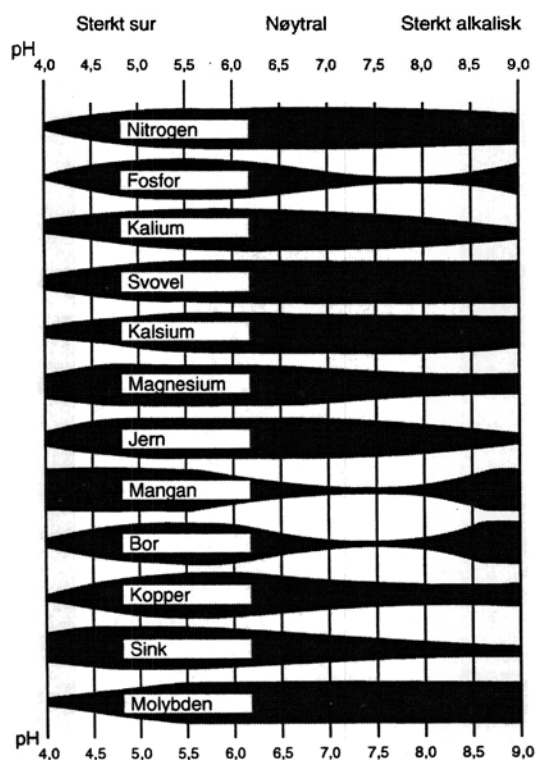 Sterkt sur Nøytral Sterkt alkalisk
pH
4,0 4,5 5,0 5,5 6,0 6,5 7,0 7,5 8,0 8,5 9,0
Nitrogen
Fosfor
Kalium
Svovel
Kalsium
Magnesium
Jern
Mangan
Bor
Kopper
Sink
Molybden
pH
4,0 4,5 5,0 5,5 6,0 6,5 7,0 7,5 8,0 8,5 9,0